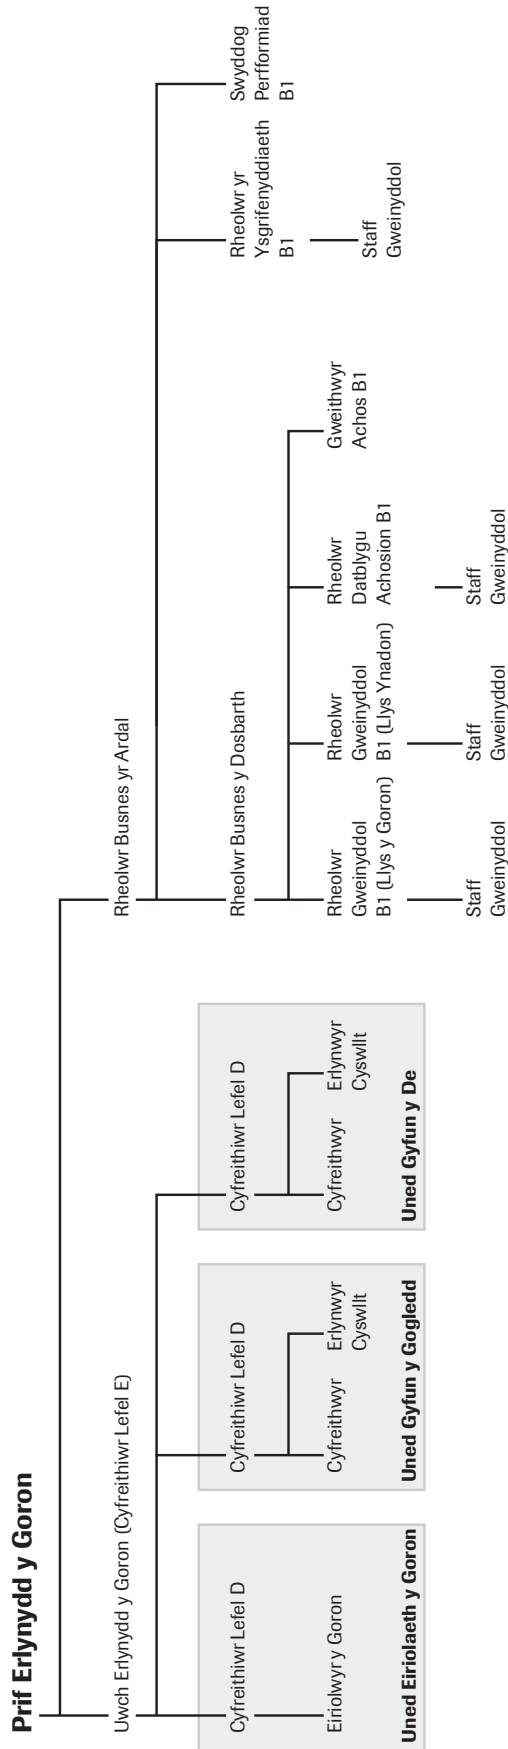 Prif Erlynydd y Goron
Uwch Erlynydd y Goron (Cyfreithiwr Lefel E)
Rheolwr Busnes yr Ardal
Cyfreithiwr Lefel D
Eiriolwyr y Goron
Uned Eiriolaeth y Goron
Cyfreithiwr Lefel D
Cyfreithwyr
Erlynwyr
Cyswllt
Uned Gyfun y Gogledd
Cyfreithiwr Lefel D
Cyfreithwyr
Erlynwyr
Cyswllt
Uned Gyfun y De
Rheolwr Busnes y Dosbarth
Rheolwr
Gweinyddol
B1 (Llys y Goron)
Staff
Gweinyddol
Rheolwr
Gweinyddol
B1 (Llys Ynadon)
Staff
Gweinyddol
Rheolwr
Datblygu
Achosion B1
Staff
Gweinyddol
Gweithwyr
Achos B1
Rheolwr yr
Ysgrifenyddiaeth
B1
Staff
Gweinyddol
Swyddog
Perfformiad
B1